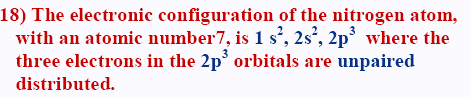 18) The electronic configuration of the nitrogen atom,
with an atomic number7, is 1 s², 2s², 2p³ where the
three electrons in the 2p³ orbitals are unpaired
distributed.